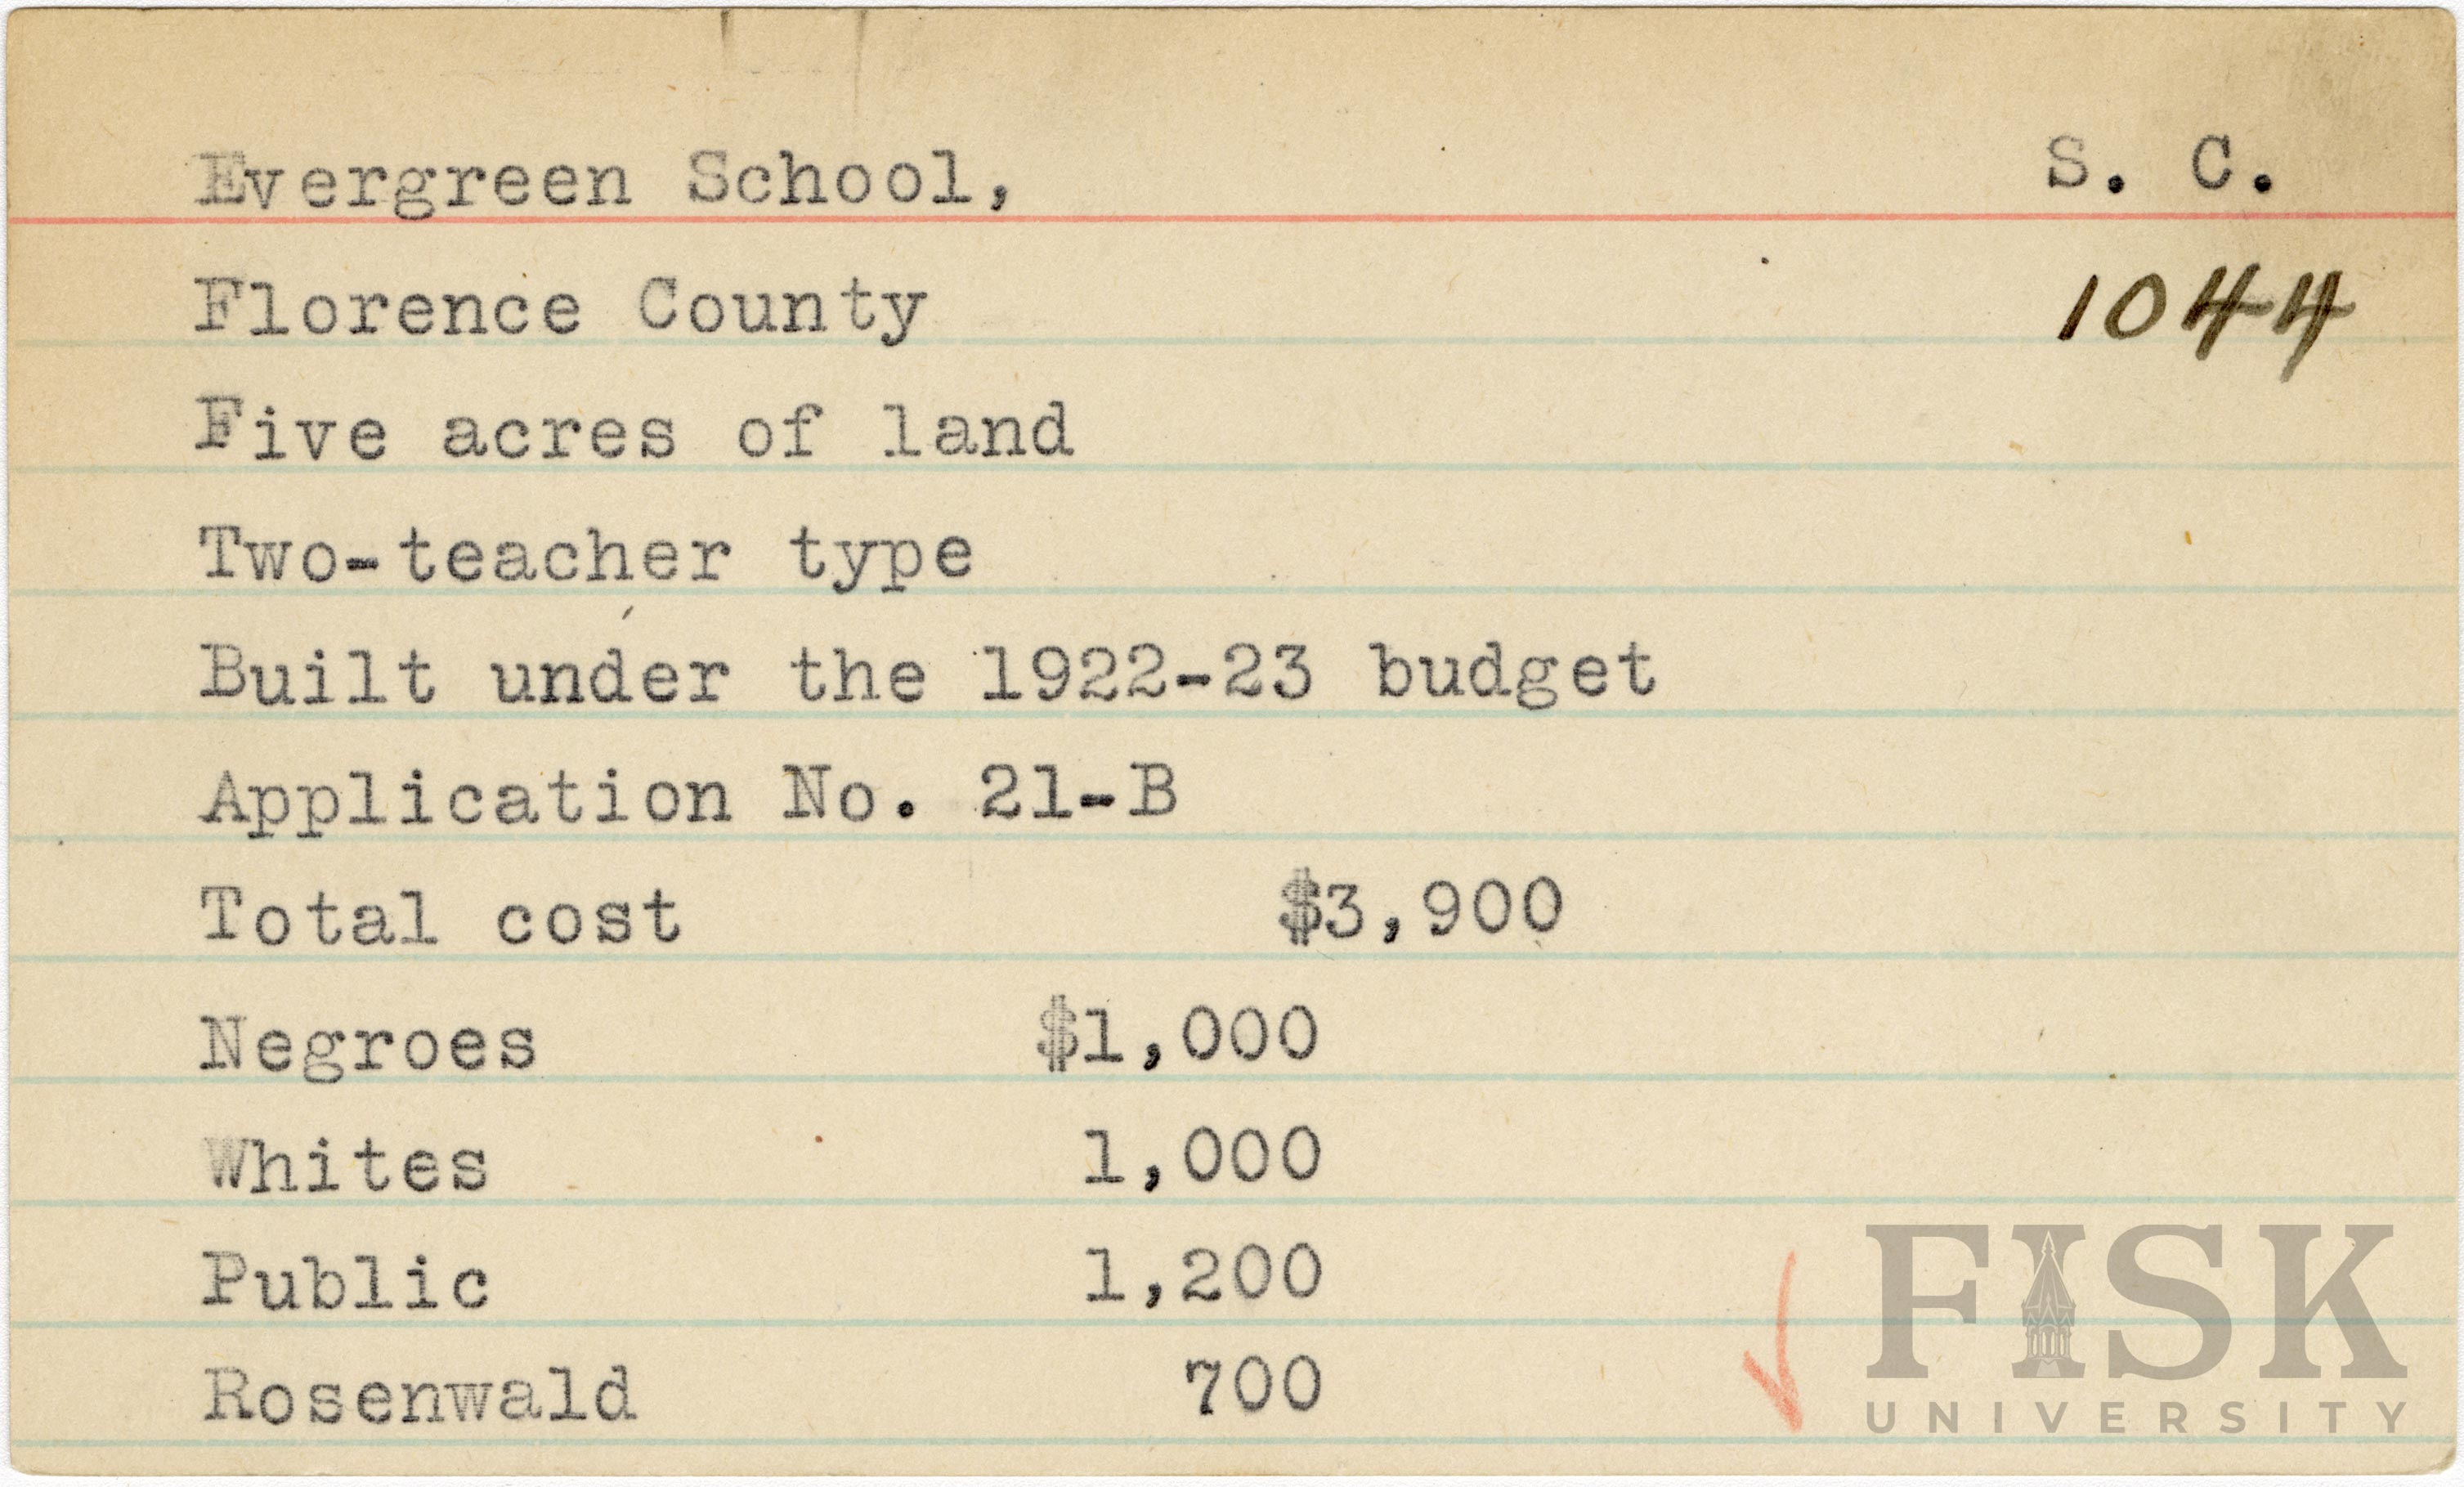 Evergreen School, S. C.
Florence County 1044
Five acres of land
Two-teacher type
Built under the 1922-23 budget
Application No. 21-B
Total cost $3,900
Negroes $1,000
Whites 1,000
Public 1,200
Rosenwald 700
FISK
UNIVERSITY